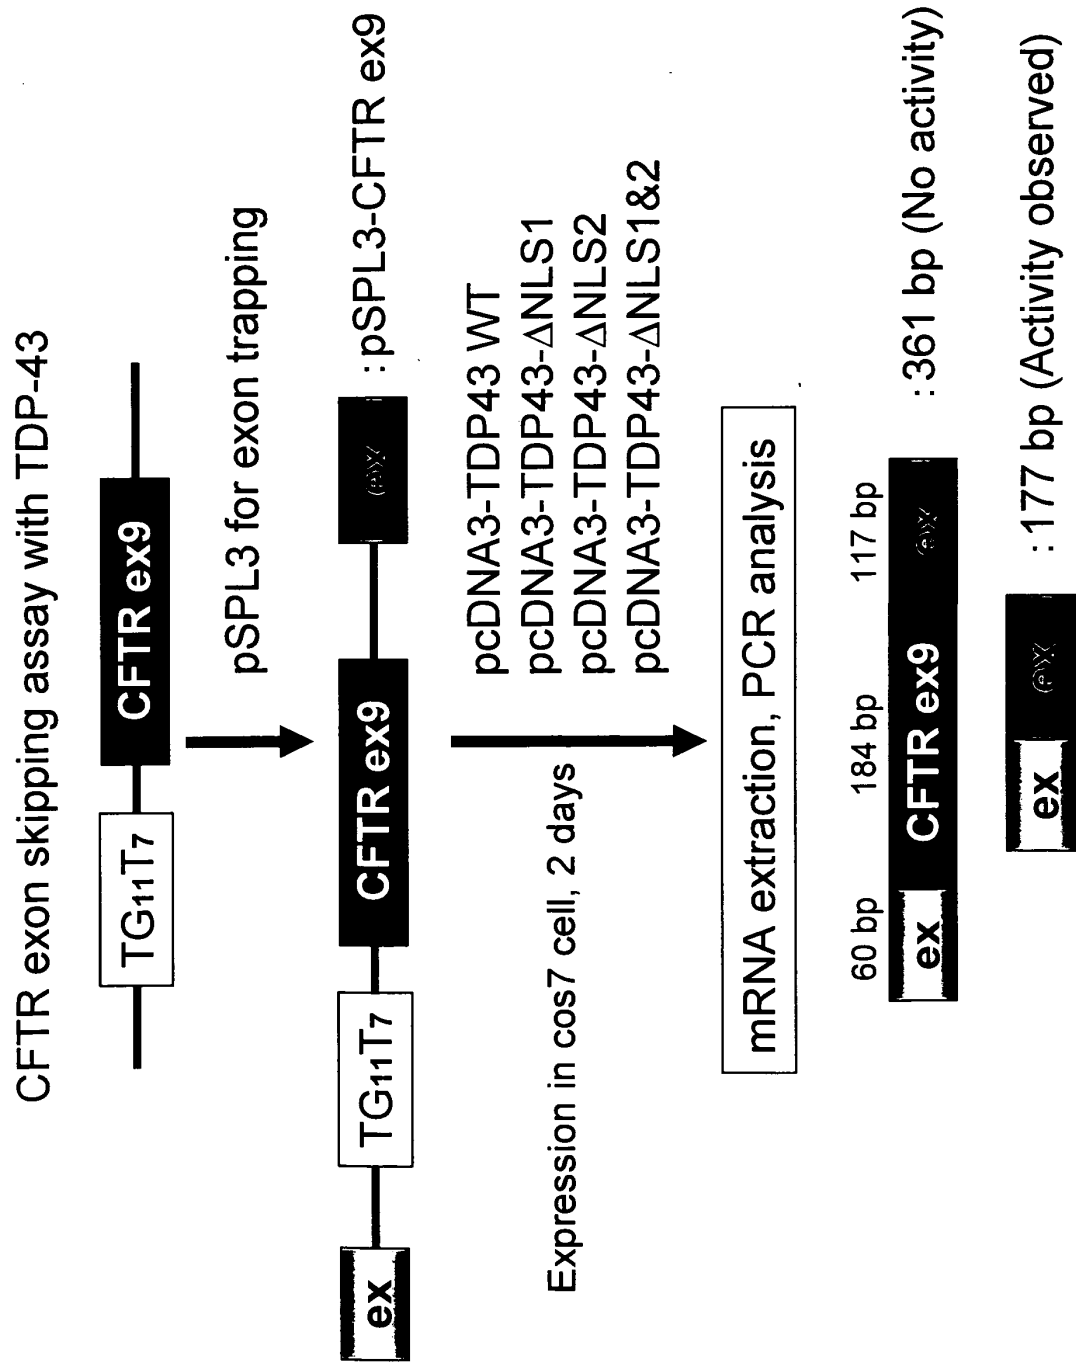 CFTR exon skipping assay with TDP-43
TG11T7
CFTR ex9
pSPL3 for exon trapping
ex
TG11T7
CFTR ex9
ex
:pSPL3-CFTR ex9
Expression in cos7 cell, 2 days
pcDNA3-TDP43 WT
pcDNA3-TDP43-ΔNLS1
pcDNA3-TDP43-ΔNLS2
pcDNA3-TDP43-ΔNLS1&2
mRNA extraction, PCR analysis
60 bp
184 bp
117 bp
ex
CFTR ex9
ex
:361 bp (No activity)
ex
ex
:177 bp (Activity observed)